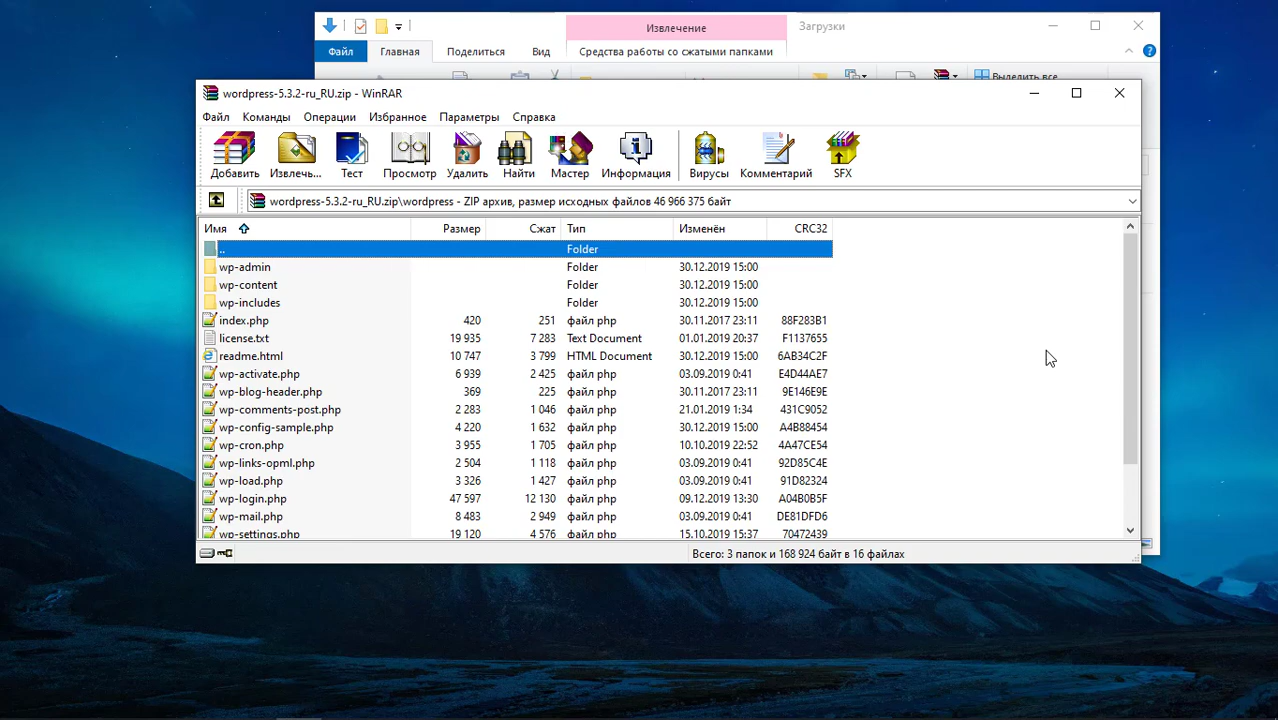 Извлечение
Загрузки
Файл
Главная
Поделиться
Вид
Средства работы со сжатыми папками
Выделить все
wordpress-5.3.2-ru_RU.zip - WinRAR
Файл Команды Операции Избранное Параметры Справка
Добавить Извлечь... Тест Просмотр Удалить Найти Мастер Информация Вирусы Комментарий SFX
wordpress-5.3.2-ru_RU.zip\wordpress - ZIP архив, размер исходных файлов 46 966 375 байт
Имя Размер Сжат Тип Изменён CRC32
.. Folder
wp-admin Folder 30.12.2019 15:00
wp-content Folder 30.12.2019 15:00
wp-includes Folder 30.12.2019 15:00
index.php 420 251 файл php 30.11.2017 23:11 88F283B1
license.txt 19 935 7 283 Text Document 01.01.2019 20:37 F1137655
readme.html 10 747 3 799 HTML Document 30.12.2019 15:00 6AB34C2F
wp-activate.php 6 939 2 425 файл php 03.09.2019 0:41 E4D44AE7
wp-blog-header.php 369 225 файл php 30.11.2017 23:11 9E146E9E
wp-comments-post.php 2 283 1 046 файл php 21.01.2019 1:34 431C9052
wp-config-sample.php 4 220 1 632 файл php 30.12.2019 15:00 A4B88454
wp-cron.php 3 955 1 705 файл php 10.10.2019 22:52 4A47CE54
wp-links-opml.php 2 504 1 118 файл php 03.09.2019 0:41 92D85C4E
wp-load.php 3 326 1 427 файл php 03.09.2019 0:41 91D82324
wp-login.php 47 597 12 130 файл php 09.12.2019 13:30 A04B0B5F
wp-mail.php 8 483 2 949 файл php 03.09.2019 0:41 DE81DFD6
wp-settings.php 19 120 4 576 файл php 15.10.2019 15:37 70472439
Всего: 3 папок и 168 924 байт в 16 файлах